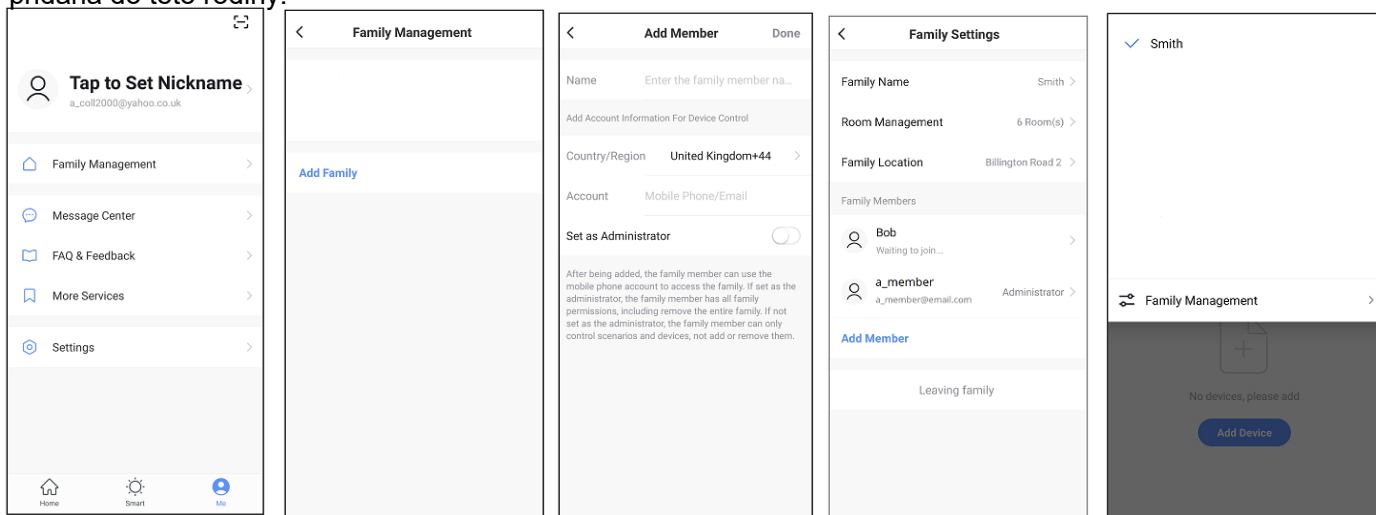 přidána do této rodiny.
Tap to Set Nickname
a_coll2000@yahoo.co.uk
Family Management
Message Center
FAQ & Feedback
More Services
Settings
Home
Smart
Me
Family Management
Add Family
Add Member
Done
Name
Enter the family member na...
Add Account Information For Device Control
Country/Region
United Kingdom+44
Account
Mobile Phone/Email
Set as Administrator
After being added, the family member can use the
mobile phone account to access the family. If set as the
administrator, the family member has all family
permissions, including remove the entire family. If not
set as the administrator, the family member can only
control scenarios and devices, not add or remove them.
Family Settings
Family Name
Smith
Room Management
6 Room(s)
Family Location
Billington Road 2
Family Members
Bob
Waiting to join...
a_member
a_member@email.com
Administrator
Add Member
Leaving family
Smith
Family Management
No devices, please add
Add Device